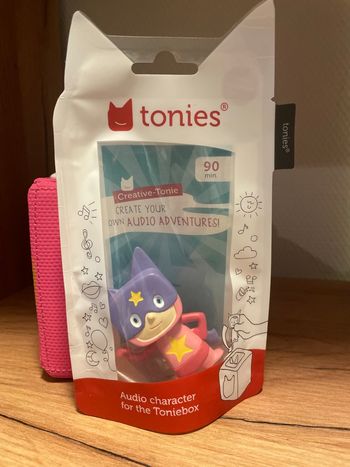 tonies®
tonies®
90
min.
Creative-Tonie
CREATE YOUR
OWN AUDIO ADVENTURES!
Audio character
for the Toniebox